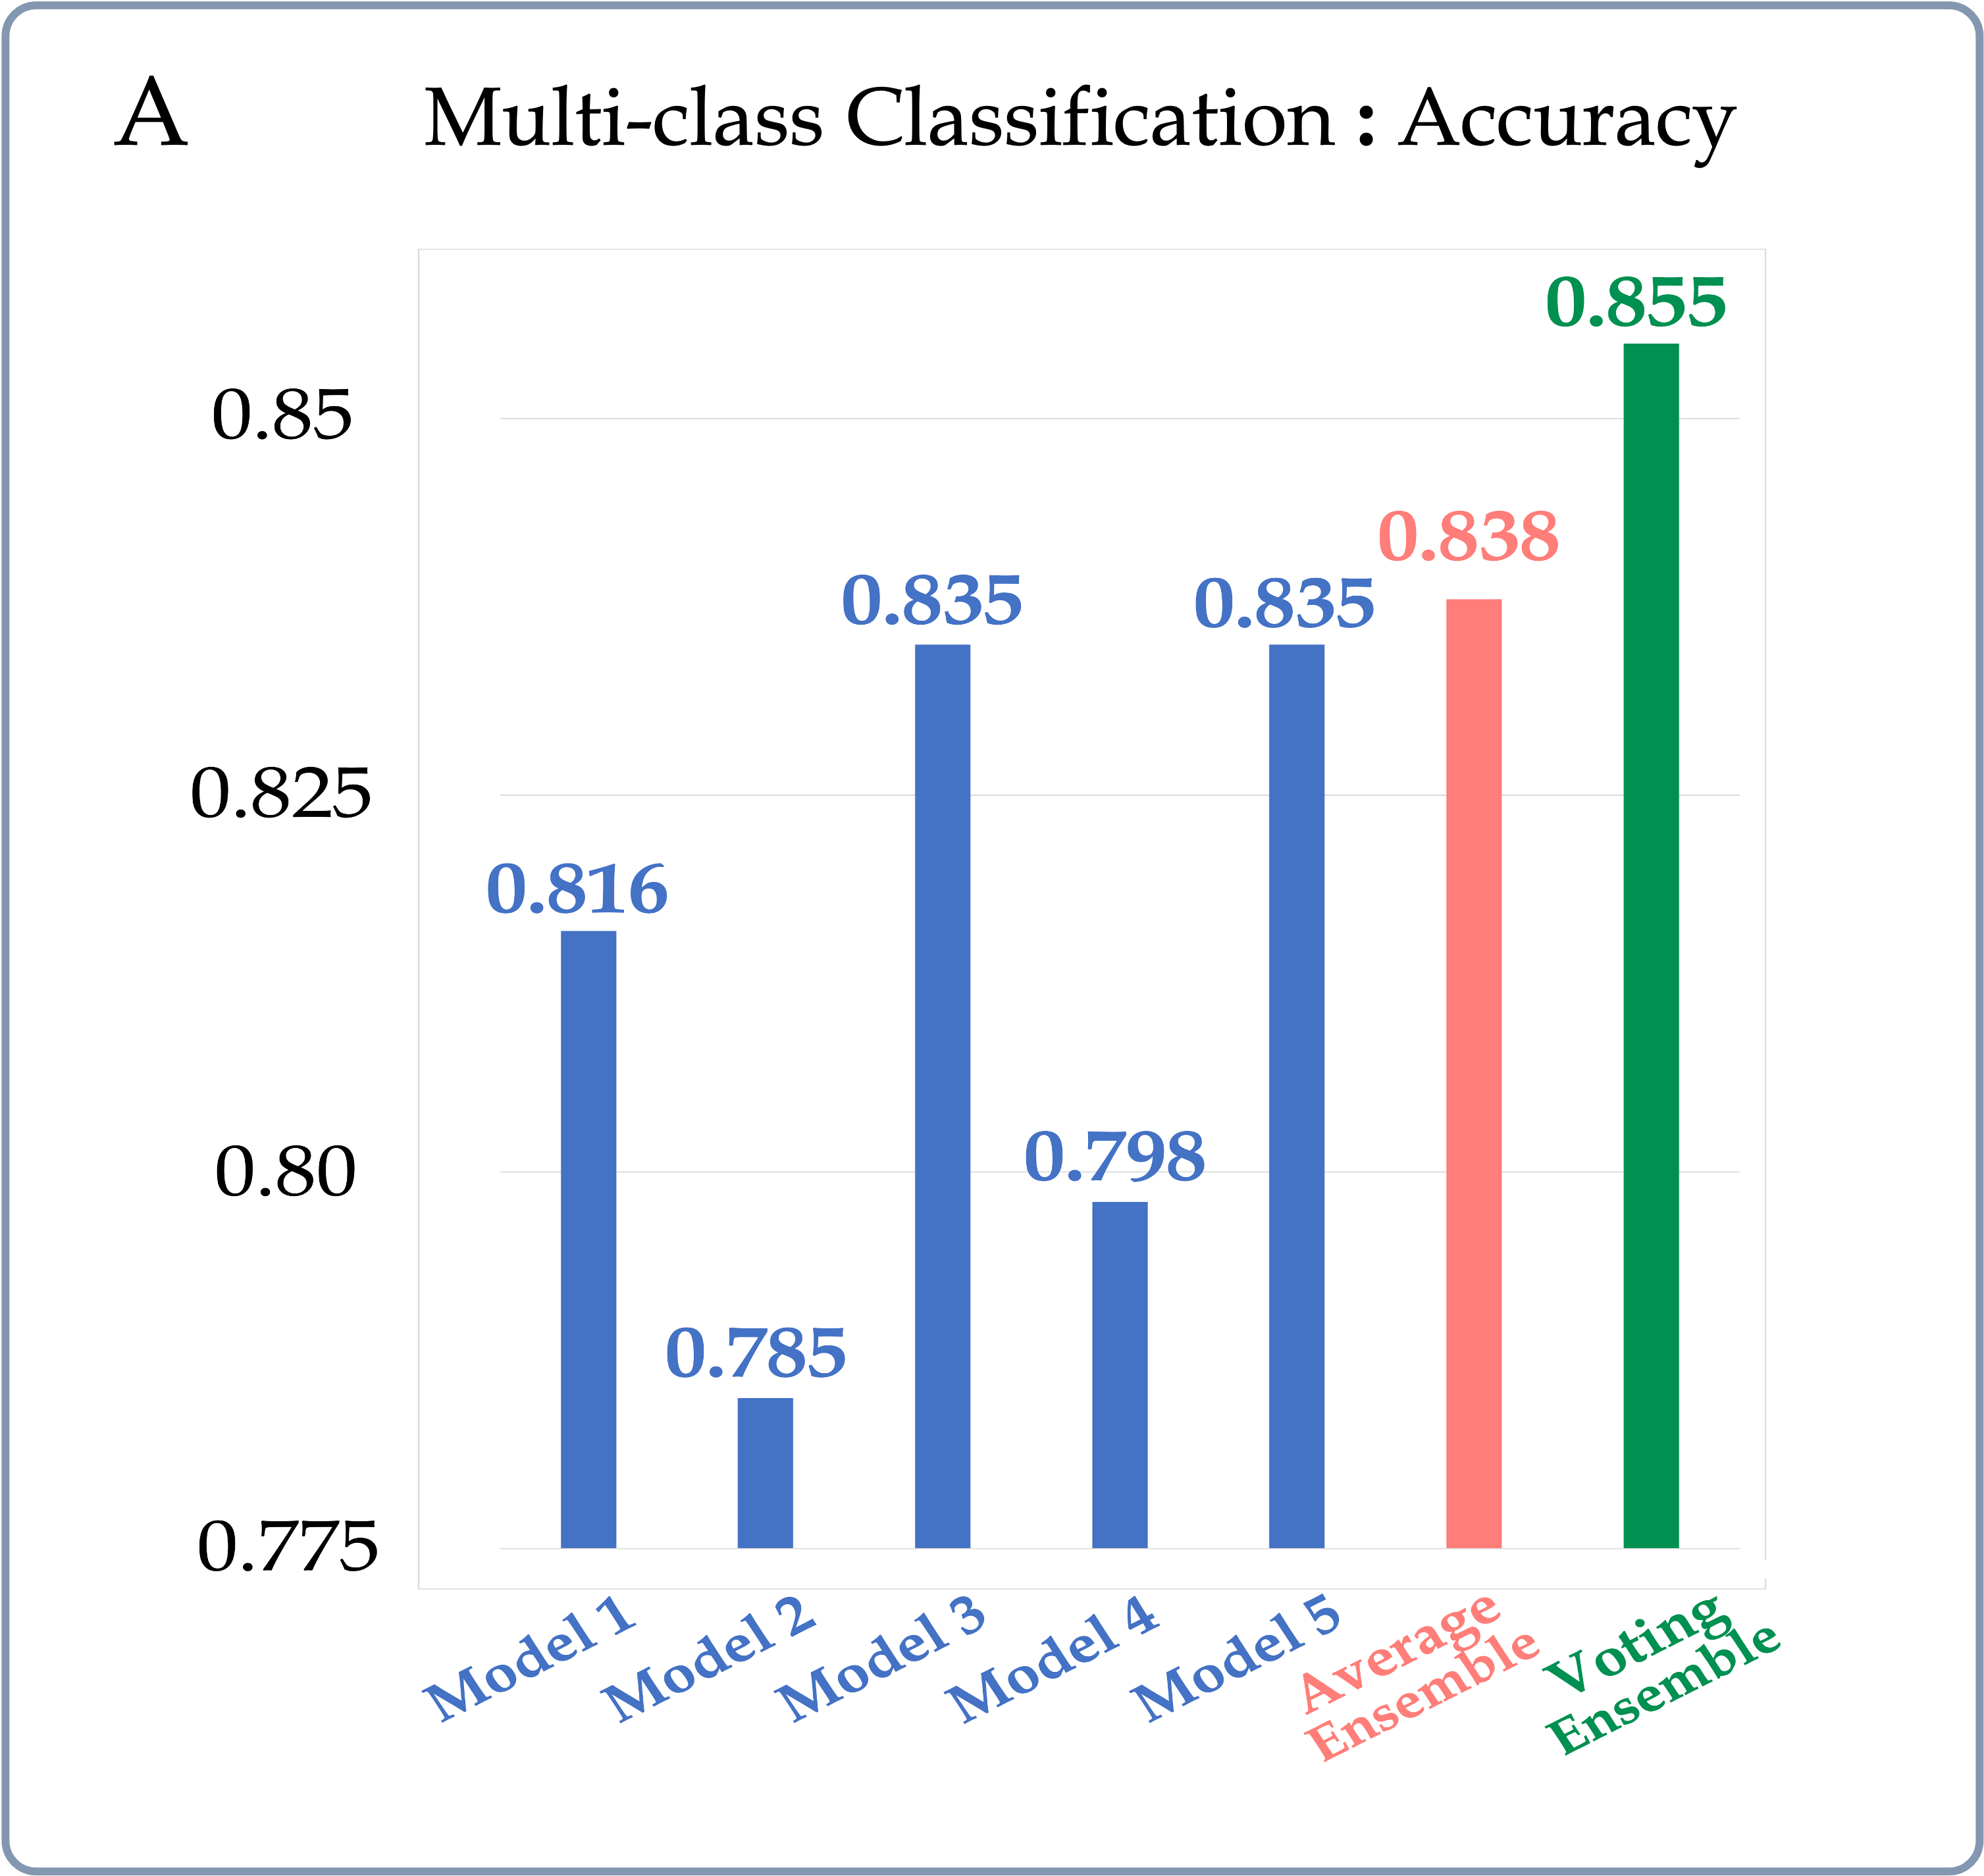 A
Multi-class Classification : Accuracy
0.85
0.825
0.80
0.775
0.816
0.785
0.835
0.798
0.835
0.838
0.855
Model 1
Model 2
Model 3
Model 4
Model 5
Average
Ensemble
Voting
Ensemble